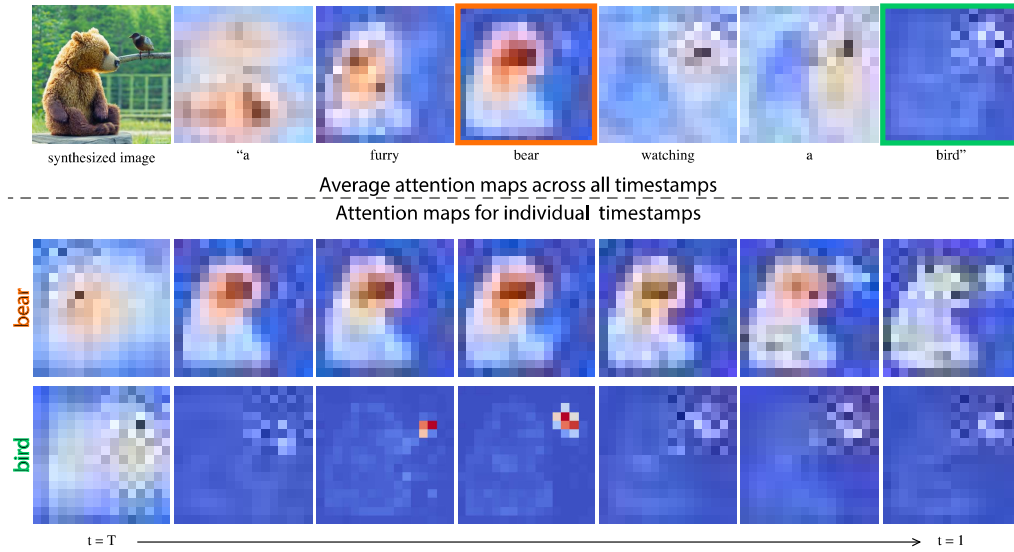 synthesized image “a furry bear watching a bird”
Average attention maps across all timestamps
Attention maps for individual timestamps
bear
bird
t = T t = 1